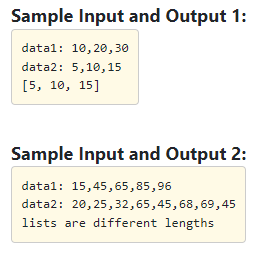 Sample Input and Output 1:
data1: 10,20,30
data2: 5,10,15
[5, 10, 15]
Sample Input and Output 2:
data1: 15,45,65,85,96
data2: 20,25,32,65,45,68,69,45
lists are different lengths